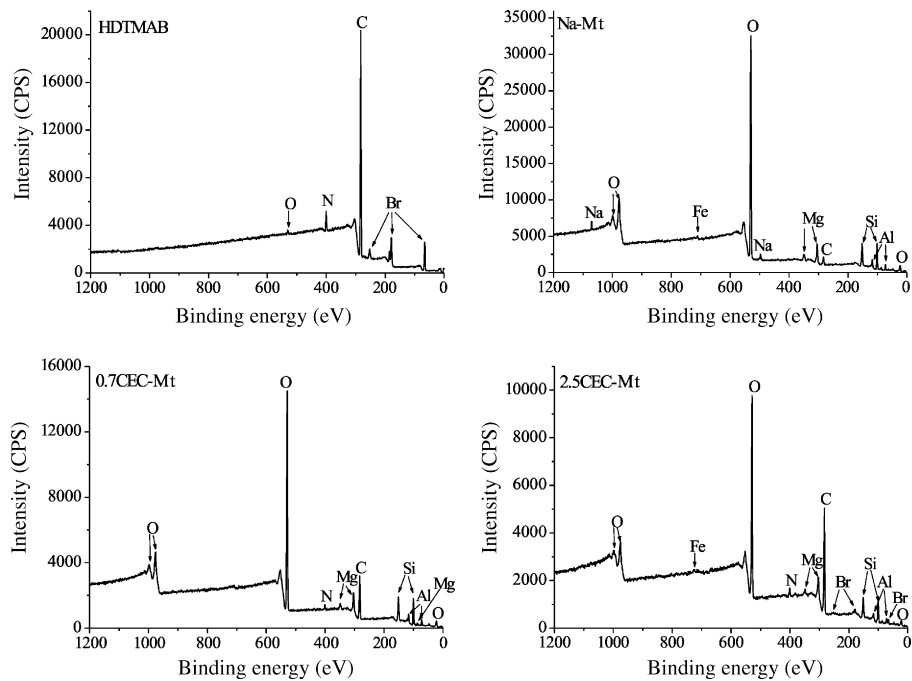 HDTMAB
C
O
N
Br
20000
16000
12000
8000
4000
0
Intensity (CPS)
1200 1000 800 600 400 200 0
Binding energy (eV)
Na-Mt
O
O
Na
Fe
Na
Mg
C
Si
Al
O
35000
30000
25000
20000
15000
10000
5000
0
Intensity (CPS)
1200 1000 800 600 400 200 0
Binding energy (eV)
0.7CEC-Mt
O
O
N
Mg
C
Si
Al
Mg
O
16000
12000
8000
4000
0
Intensity (CPS)
1200 1000 800 600 400 200 0
Binding energy (eV)
2.5CEC-Mt
O
O
Fe
N
Mg
C
Br
Si
Al
Br
O
10000
8000
6000
4000
2000
0
Intensity (CPS)
1200 1000 800 600 400 200 0
Binding energy (eV)